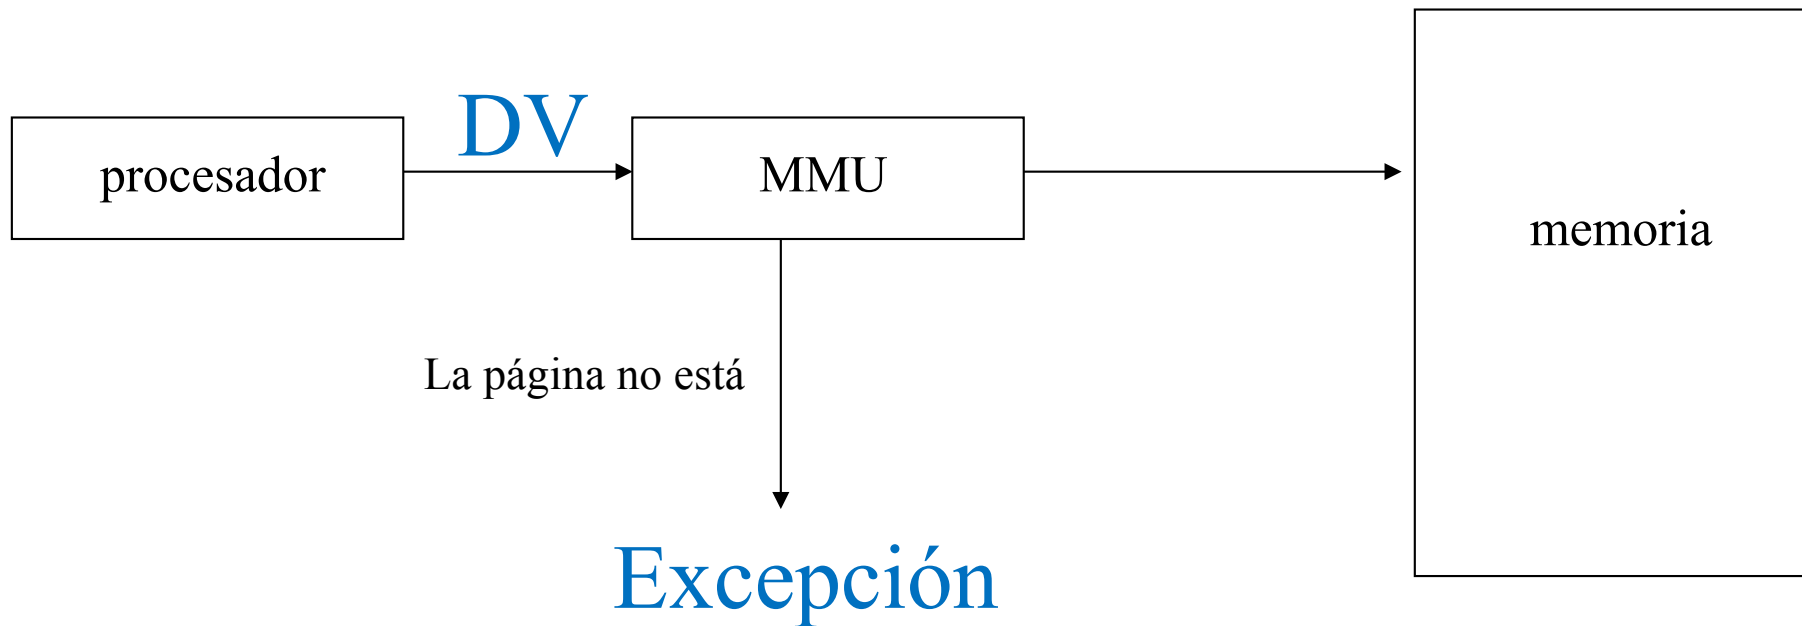 DV
procesador
MMU
memoria
La página no está
Excepción